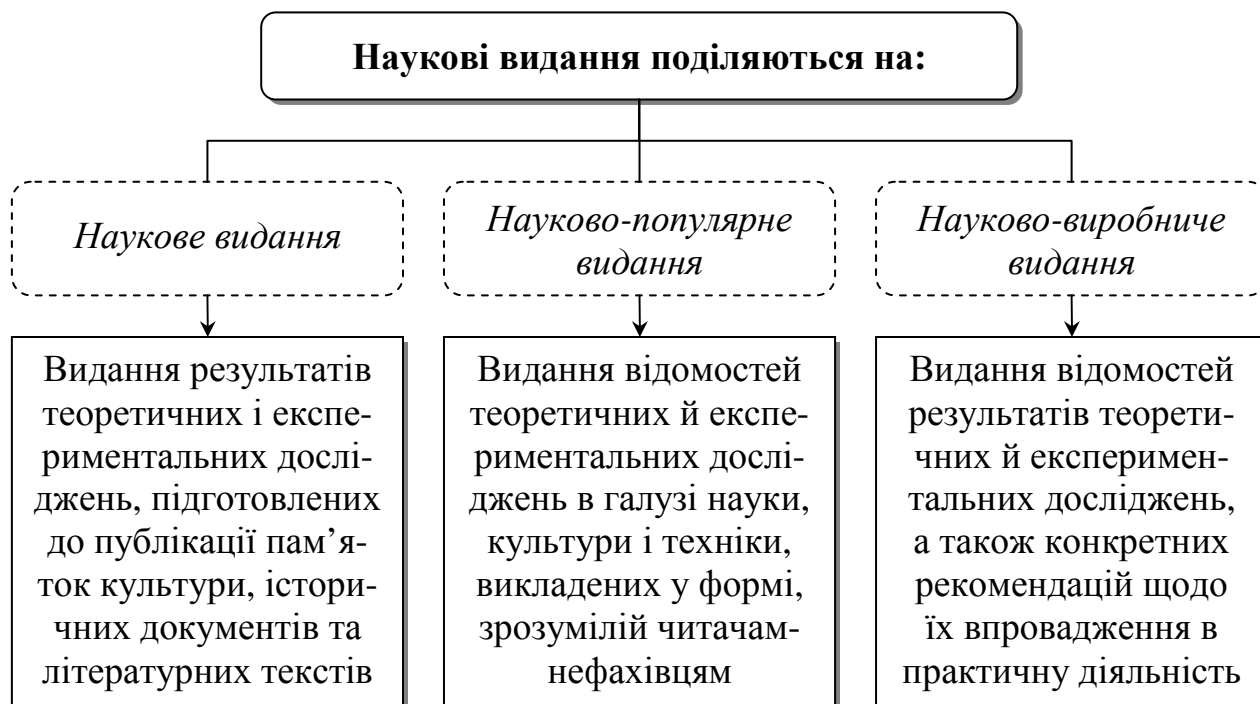 Наукові видання поділяються на:
Наукове видання
Науково-популярне
видання
Науково-виробниче
видання
Видання результатів
теоретичних і експе-
риментальних дослі-
джень, підготовлених
до публікації пам’я-
ток культури, істори-
чних документів та
літературних текстів
Видання відомостей
теоретичних й експе-
риментальних дослі-
джень в галузі науки,
культури і техніки,
викладених у формі,
зрозумілій читачам-
нефахівцям
Видання відомостей
результатів теорети-
чних й експеримен-
тальних досліджень,
а також конкретних
рекомендацій щодо
їх впровадження в
практичну діяльність